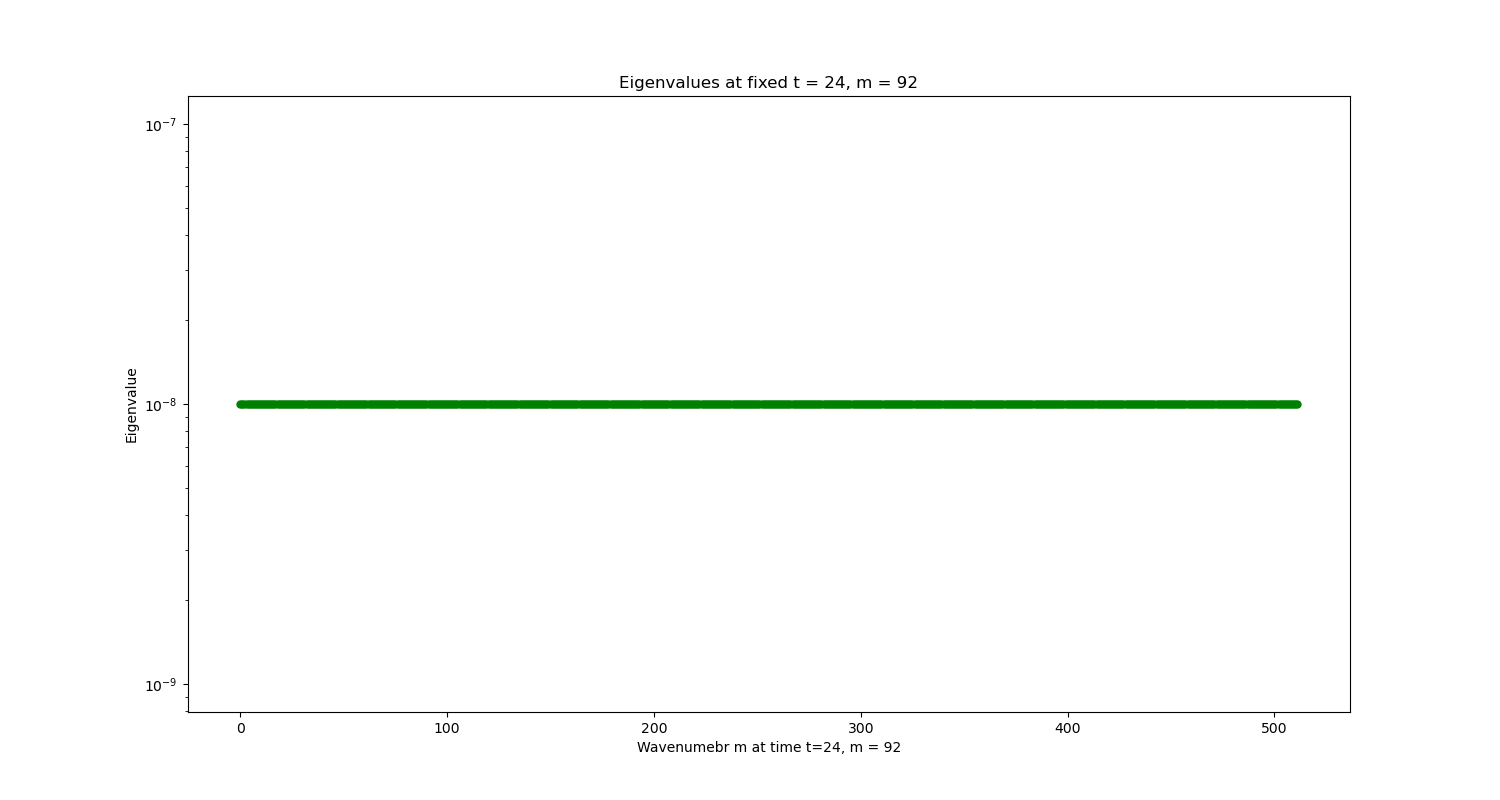 Eigenvalues at fixed t = 24, m = 92
Eigenvalue
10⁻⁷
10⁻⁸
10⁻⁹
0 100 200 300 400 500
Wavenumebr m at time t=24, m = 92